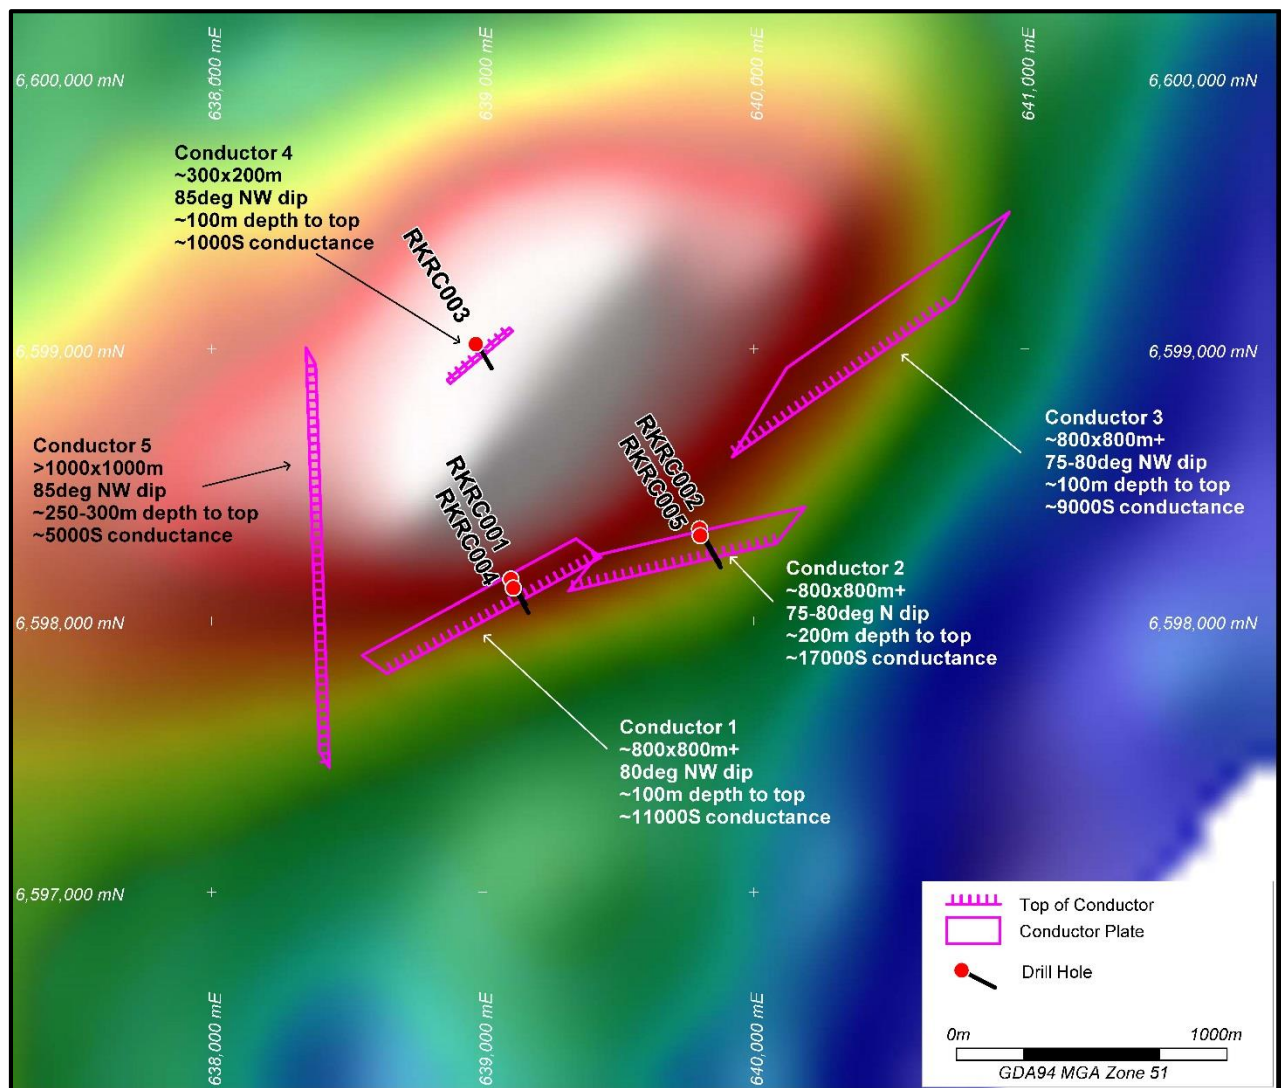 638,000 mE
639,000 mE
640,000 mE
641,000 mE
6,600,000 mN
6,600,000 mN
Conductor 4
~300x200m
85deg NW dip
~100m depth to top
~1000S conductance
RKRC003
6,599,000 mN
6,599,000 mN
Conductor 5
>1000x1000m
85deg NW dip
~250-300m depth to top
~5000S conductance
RKRC001
RKRC004
RKRC002
RKRC005
Conductor 3
~800x800m+
75-80deg NW dip
~100m depth to top
~9000S conductance
Conductor 2
~800x800m+
75-80deg N dip
~200m depth to top
~17000S conductance
6,598,000 mN
6,598,000 mN
Conductor 1
~800x800m+
80deg NW dip
~100m depth to top
~11000S conductance
6,597,000 mN
638,000 mE
639,000 mE
640,000 mE
Top of Conductor
Conductor Plate
Drill Hole
0m 1000m
GDA94 MGA Zone 51